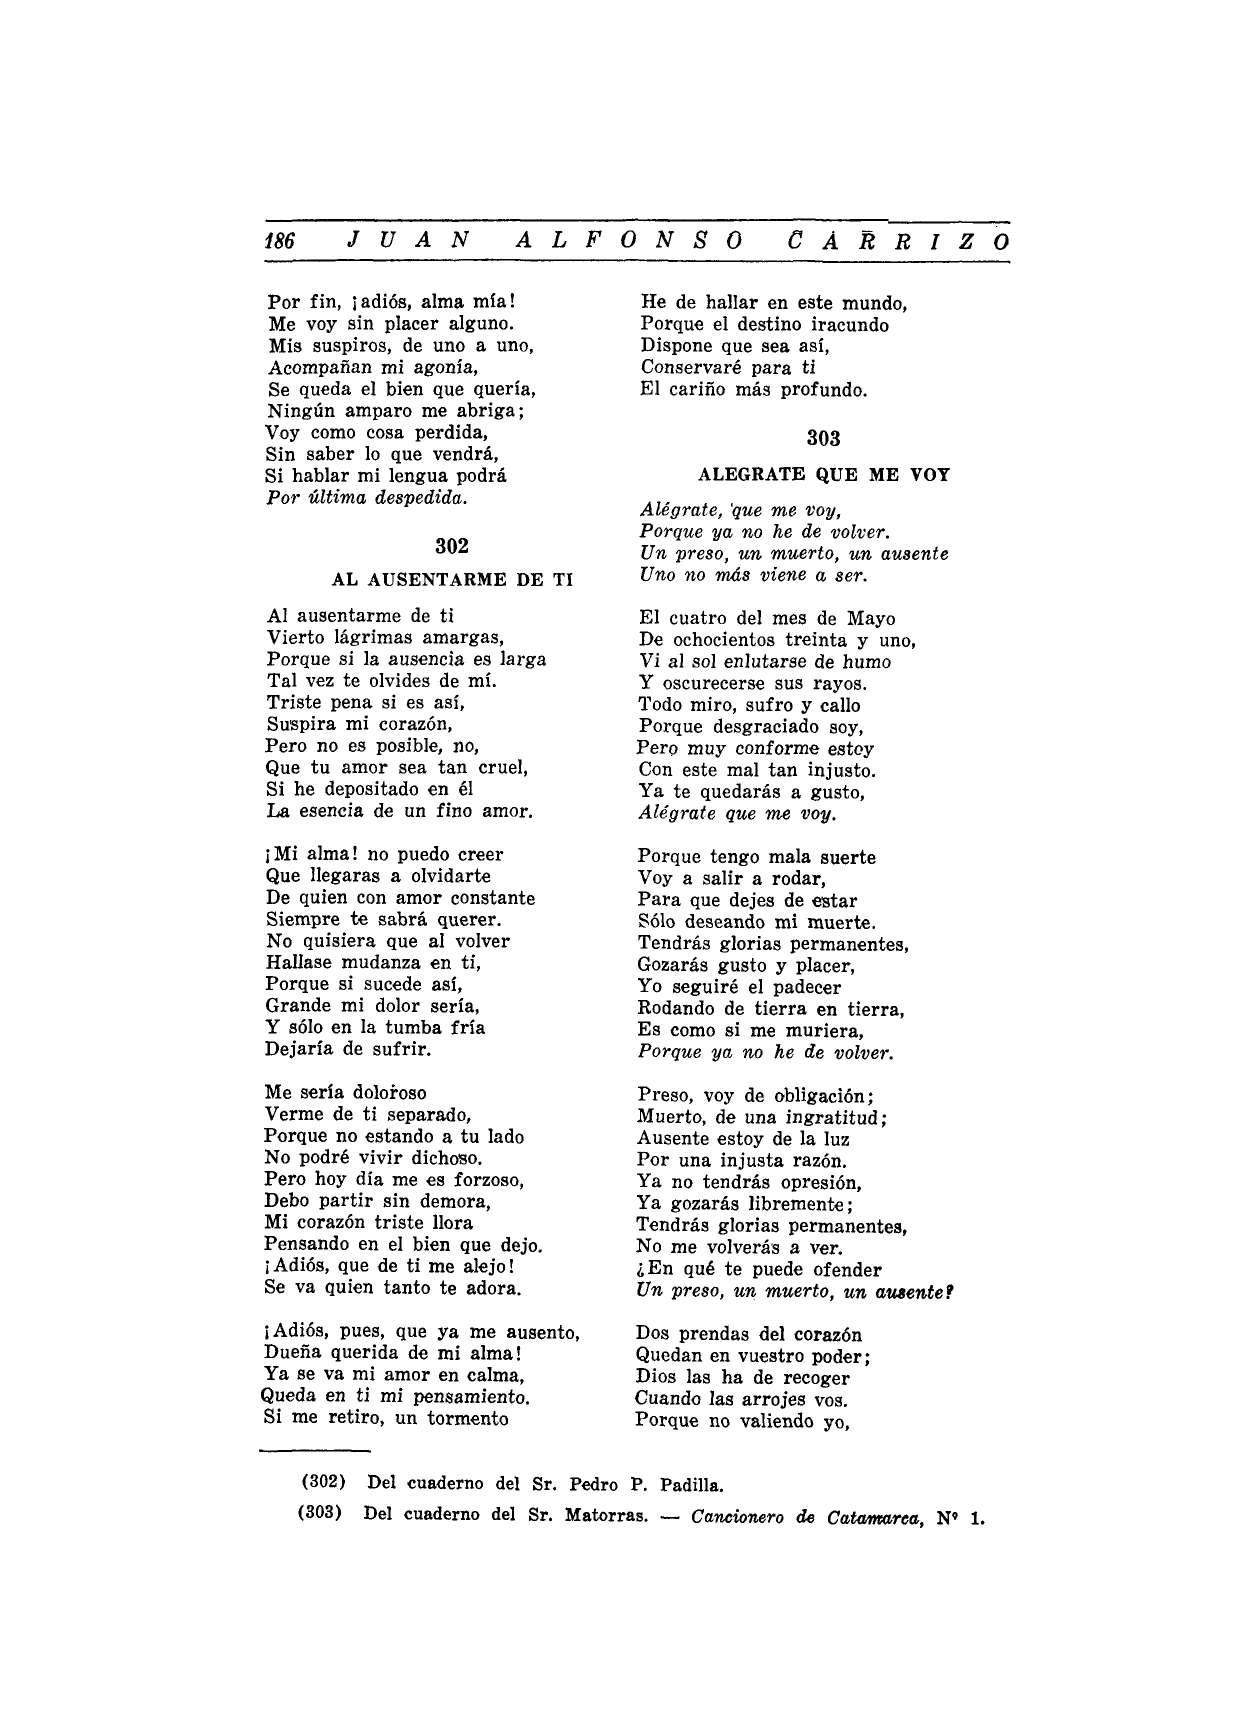 186 JUAN ALFONSO CARRIZO
Por fin, ¡adiós, alma mía!
Me voy sin placer alguno.
Mis suspiros, de uno a uno,
Acompañan mi agonía,
Se queda el bien que quería,
Ningún amparo me abriga;
Voy como cosa perdida,
Sin saber lo que vendrá,
Si hablar mi lengua podrá
Por última despedida.
302
AL AUSENTARME DE TI
Al ausentarme de ti
Vierto lágrimas amargas,
Porque si la ausencia es larga
Tal vez te olvides de mí.
Triste pena si es así,
Suspira mi corazón,
Pero no es posible, no,
Que tu amor sea tan cruel,
Si he depositado en él
La esencia de un fino amor.
¡Mi alma! no puedo creer
Que llegaras a olvidarte
De quien con amor constante
Siempre te sabrá querer.
No quisiera que al volver
Hallase mudanza en ti,
Porque si sucede así,
Grande mi dolor sería,
Y sólo en la tumba fría
Dejaría de sufrir.
Me sería doloroso
Verme de ti separado,
Porque no estando a tu lado
No podré vivir dichoso.
Pero hoy día me es forzoso,
Debo partir sin demora,
Mi corazón triste llora
Pensando en el bien que dejo.
¡Adiós, que de ti me alejo!
Se va quien tanto te adora.
¡Adiós, pues, que ya me ausento,
Dueña querida de mi alma!
Ya se va mi amor en calma,
Queda en ti mi pensamiento.
Si me retiro, un tormento
He de hallar en este mundo,
Porque el destino iracundo
Dispone que sea así,
Conservaré para ti
El cariño más profundo.
303
ALEGRATE QUE ME VOY
Alégrate, que me voy,
Porque ya no he de volver.
Un preso, un muerto, un ausente
Uno no más viene a ser.
El cuatro del mes de Mayo
De ochocientos treinta y uno,
Vi al sol enlutarse de humo
Y oscurecerse sus rayos.
Todo miro, sufro y callo
Porque desgraciado soy,
Pero muy conforme estoy
Con este mal tan injusto.
Ya te quedarás a gusto,
Alégrate que me voy.
Porque tengo mala suerte
Voy a salir a rodar,
Para que dejes de estar
Sólo deseando mi muerte.
Tendrás glorias permanentes,
Gozarás gusto y placer,
Yo seguiré el padecer
Rodando de tierra en tierra,
Es como si me muriera,
Porque ya no he de volver.
Preso, voy de obligación;
Muerto, de una ingratitud;
Ausente estoy de la luz
Por una injusta razón.
Ya no tendrás opresión,
Ya gozarás libremente;
Tendrás glorias permanentes,
No me volverás a ver.
¿En qué te puede ofender
Un preso, un muerto, un ausente?
Dos prendas del corazón
Quedan en vuestro poder;
Dios las ha de recoger
Cuando las arrojes vos.
Porque no valiendo yo,
(302) Del cuaderno del Sr. Pedro P. Padilla.
(303) Del cuaderno del Sr. Matorras. — Cancionero de Catamarca, Nº 1.